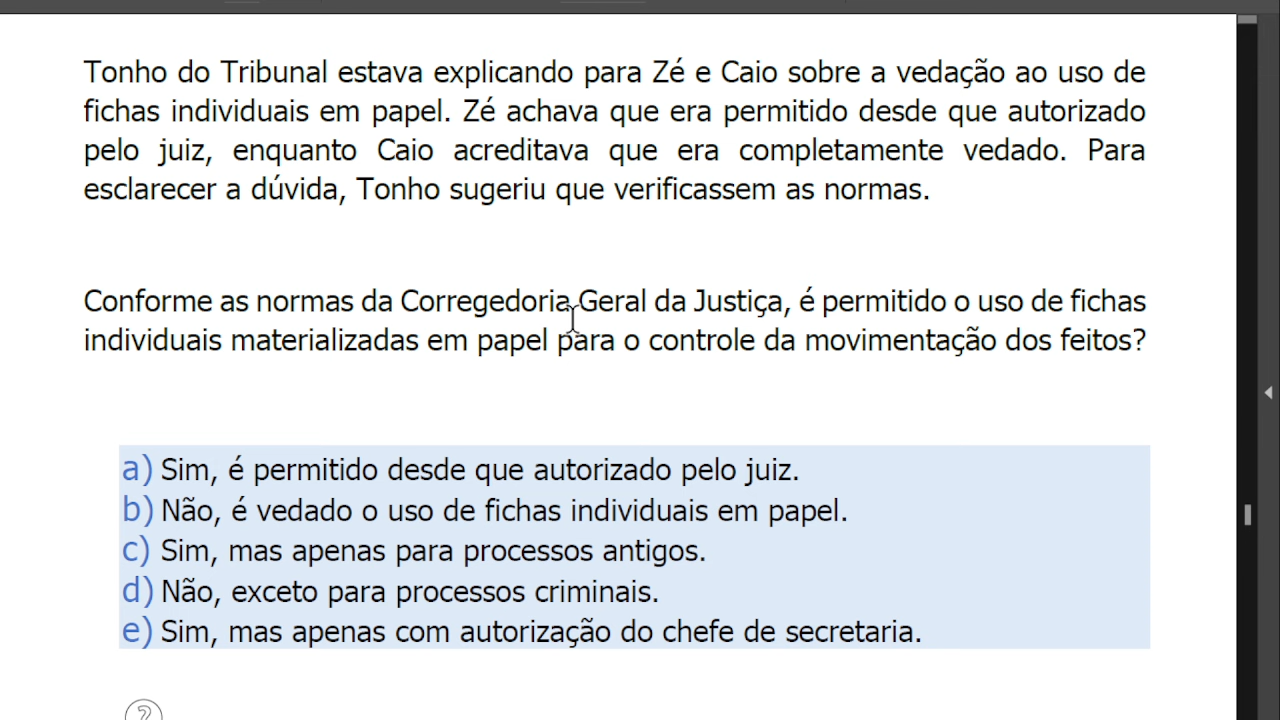 Tonho do Tribunal estava explicando para Zé e Caio sobre a vedação ao uso de
fichas individuais em papel. Zé achava que era permitido desde que autorizado
pelo juiz, enquanto Caio acreditava que era completamente vedado. Para
esclarecer a dúvida, Tonho sugeriu que verificassem as normas.
Conforme as normas da Corregedoria Geral da Justiça, é permitido o uso de fichas
individuais materializadas em papel para o controle da movimentação dos feitos?
a) Sim, é permitido desde que autorizado pelo juiz.
b) Não, é vedado o uso de fichas individuais em papel.
c) Sim, mas apenas para processos antigos.
d) Não, exceto para processos criminais.
e) Sim, mas apenas com autorização do chefe de secretaria.